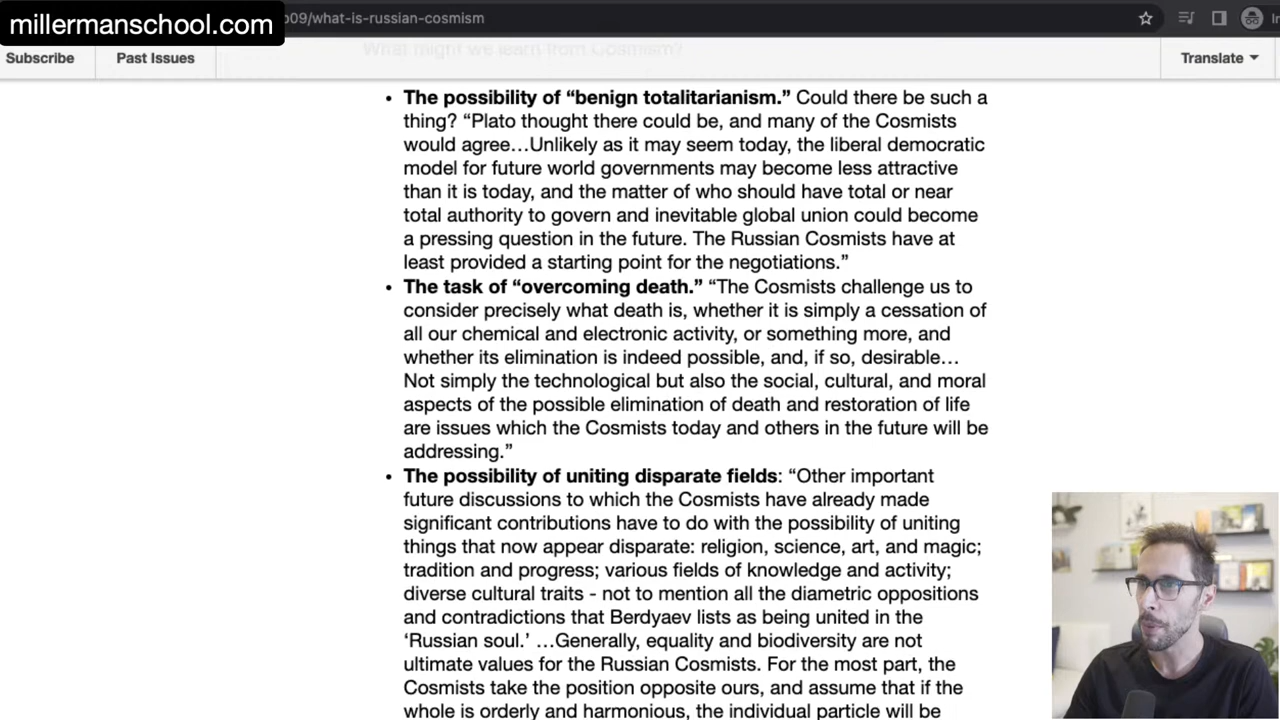 millermanschool.com
b09/what-is-russian-cosmism
What might we learn from Cosmism?
Subscribe
Past Issues
Translate
• The possibility of “benign totalitarianism.” Could there be such a
thing? “Plato thought there could be, and many of the Cosmists
would agree…Unlikely as it may seem today, the liberal democratic
model for future world governments may become less attractive
than it is today, and the matter of who should have total or near
total authority to govern and inevitable global union could become
a pressing question in the future. The Russian Cosmists have at
least provided a starting point for the negotiations.”
• The task of “overcoming death.” “The Cosmists challenge us to
consider precisely what death is, whether it is simply a cessation of
all our chemical and electronic activity, or something more, and
whether its elimination is indeed possible, and, if so, desirable…
Not simply the technological but also the social, cultural, and moral
aspects of the possible elimination of death and restoration of life
are issues which the Cosmists today and others in the future will be
addressing.”
• The possibility of uniting disparate fields: “Other important
future discussions to which the Cosmists have already made
significant contributions have to do with the possibility of uniting
things that now appear disparate: religion, science, art, and magic;
tradition and progress; various fields of knowledge and activity;
diverse cultural traits - not to mention all the diametric oppositions
and contradictions that Berdyaev lists as being united in the
‘Russian soul.’ …Generally, equality and biodiversity are not
ultimate values for the Russian Cosmists. For the most part, the
Cosmists take the position opposite ours, and assume that if the
whole is orderly and harmonious, the individual particle will be